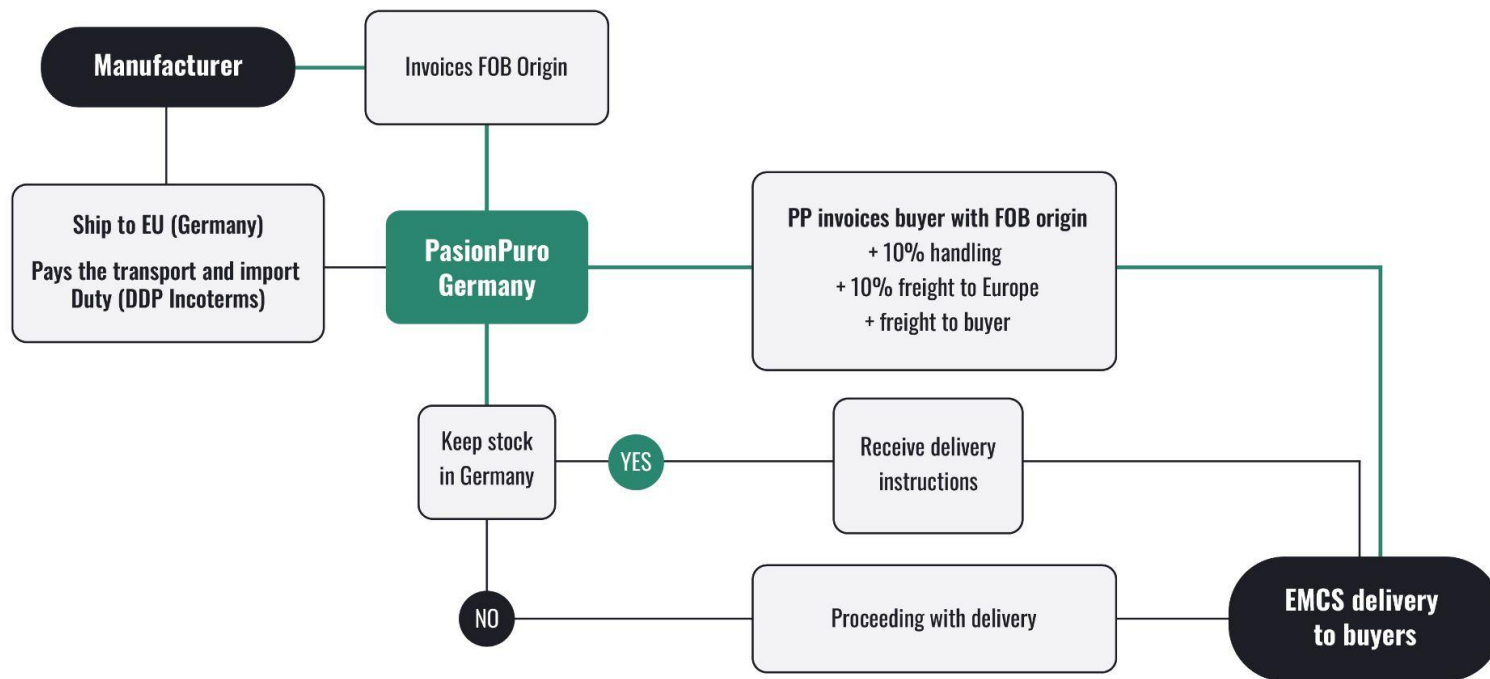 Manufacturer
Invoices FOB Origin
Ship to EU (Germany)
Pays the transport and import
Duty (DDP Incoterms)
PasionPuro
Germany
PP invoices buyer with FOB origin
+ 10% handling
+ 10% freight to Europe
+ freight to buyer
Keep stock
in Germany
YES
Receive delivery
instructions
NO
Proceeding with delivery
EMCS delivery
to buyers